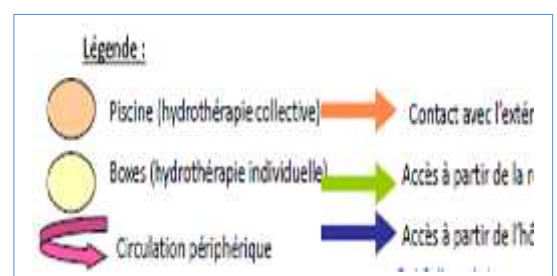 Légende :
Piscine (hydrothérapie collective)
Contact avec l'extér
Boxes (hydrothérapie individuelle)
Accès à partir de la r
Circulation périphérique
Accès à partir de l'hô